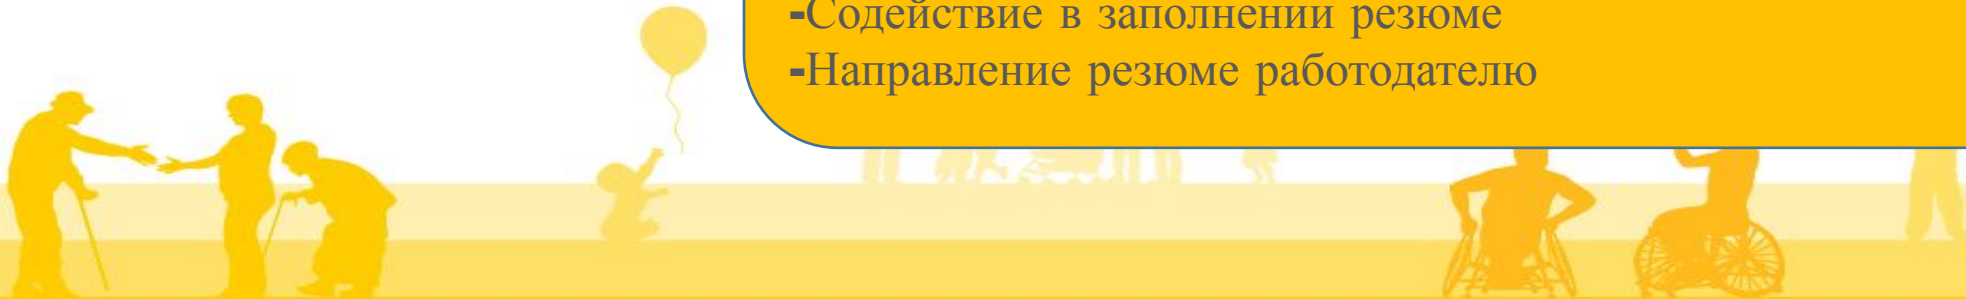 -Содействие в заполнении резюме
-Направление резюме работодателю